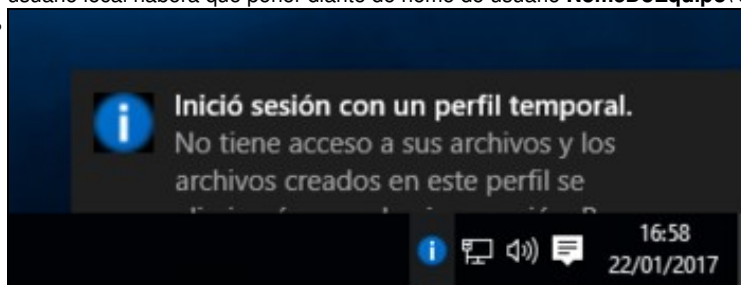 Inició sesión con un perfil temporal.
No tiene acceso a sus archivos y los
archivos creados en este perfil se
16:58
22/01/2017